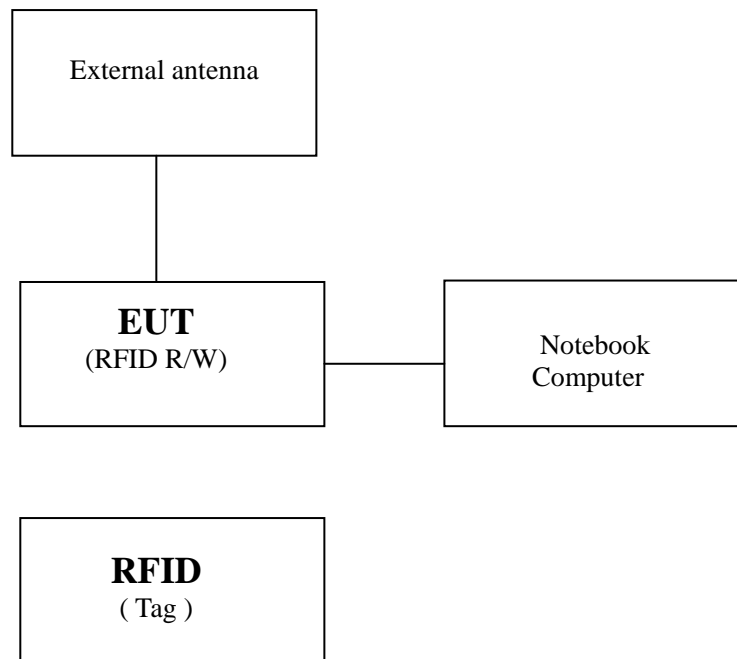 External antenna
EUT
(RFID R/W)
Notebook
Computer
RFID
( Tag )